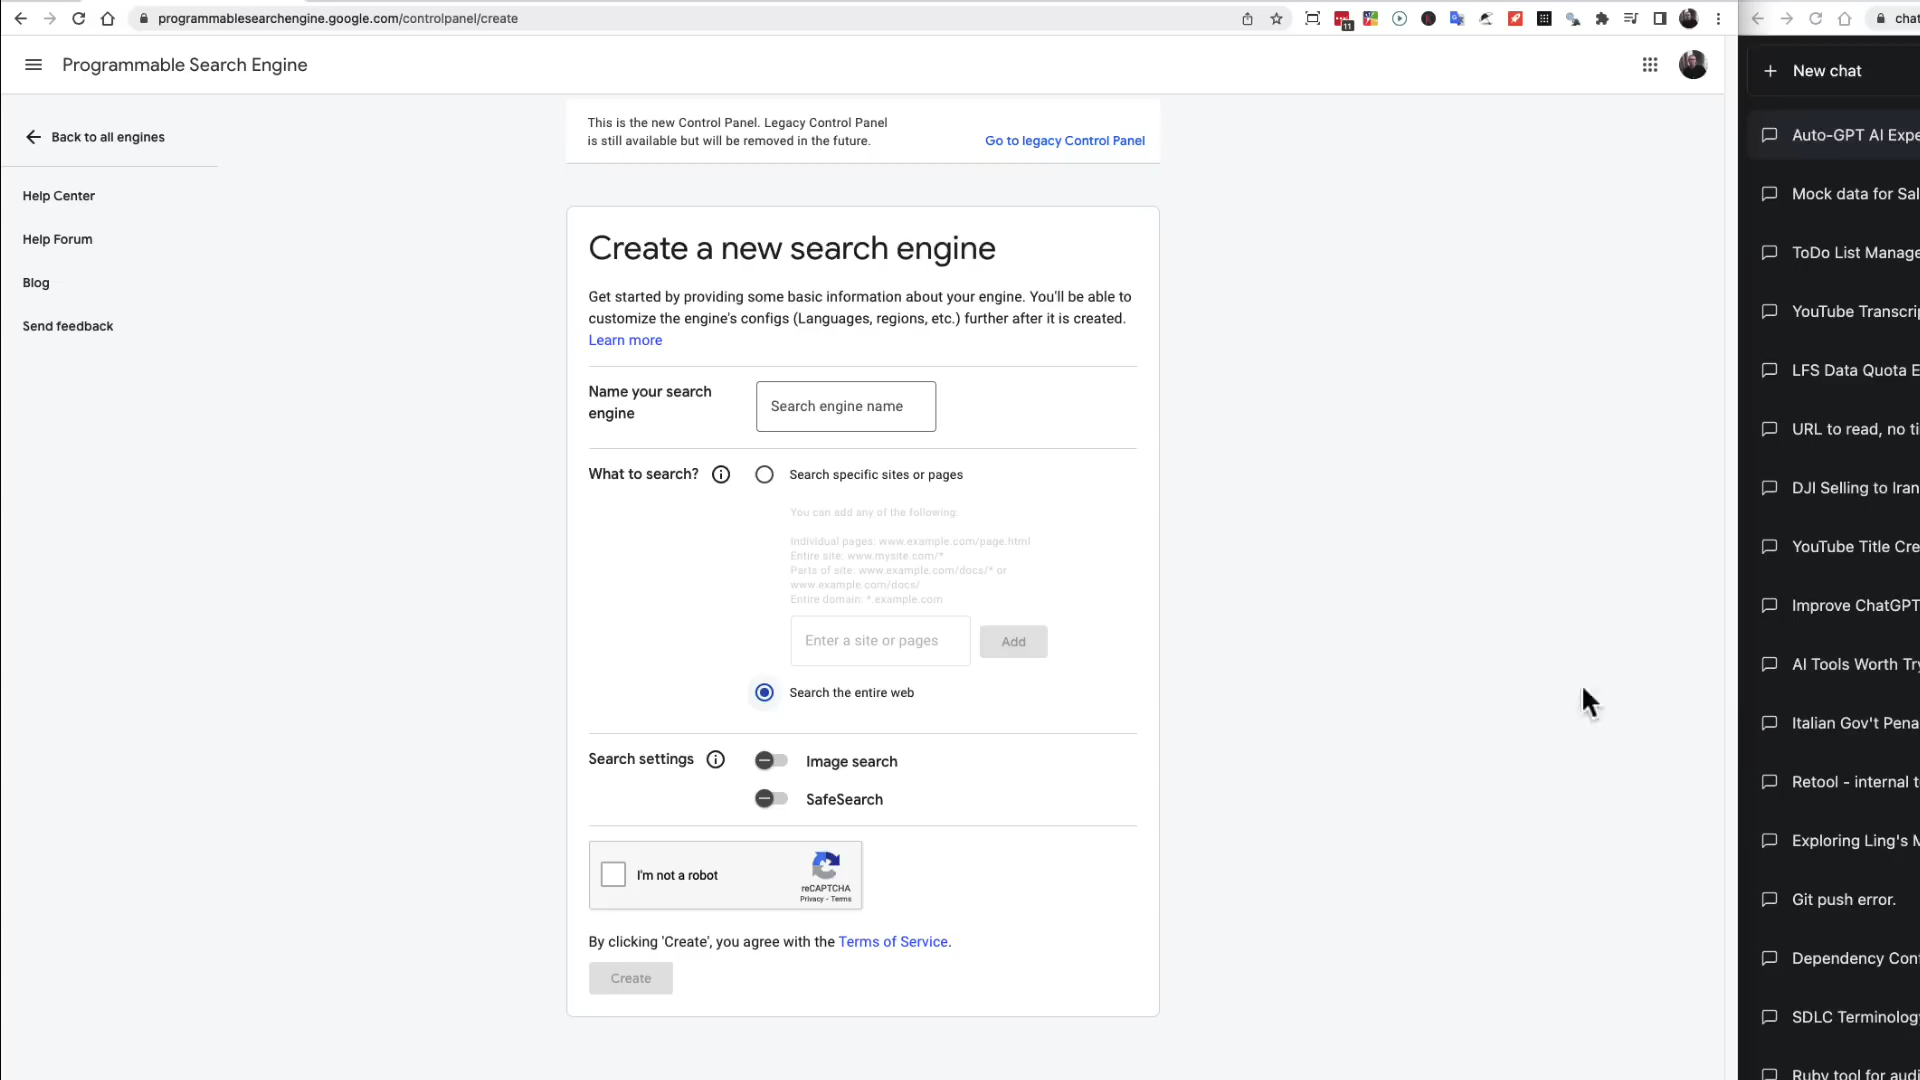 programmablesearchengine.google.com/controlpanel/create
11
chat
Programmable Search Engine
Back to all engines
Help Center
Help Forum
Blog
Send feedback
This is the new Control Panel. Legacy Control Panel
is still available but will be removed in the future.
Go to legacy Control Panel
Create a new search engine
Get started by providing some basic information about your engine. You'll be able to
customize the engine's configs (Languages, regions, etc.) further after it is created.
Learn more
Name your search
engine
Search engine name
What to search?
Search specific sites or pages
You can add any of the following:
Individual pages: www.example.com/page.html
Entire site: www.mysite.com/*
Parts of site: www.example.com/docs/* or
www.example.com/docs/
Entire domain: *.example.com
Enter a site or pages
Add
Search the entire web
Search settings
Image search
SafeSearch
I'm not a robot
reCAPTCHA
Privacy - Terms
By clicking 'Create', you agree with the Terms of Service.
Create
New chat
Auto-GPT AI Expe
Mock data for Sal
ToDo List Manage
YouTube Transcrip
LFS Data Quota E
URL to read, no ti
DJI Selling to Iran
YouTube Title Cre
Improve ChatGPT
AI Tools Worth Try
Italian Gov't Pena
Retool - internal t
Exploring Ling's M
Git push error.
Dependency Conf
SDLC Terminology
Ruby tool for audi